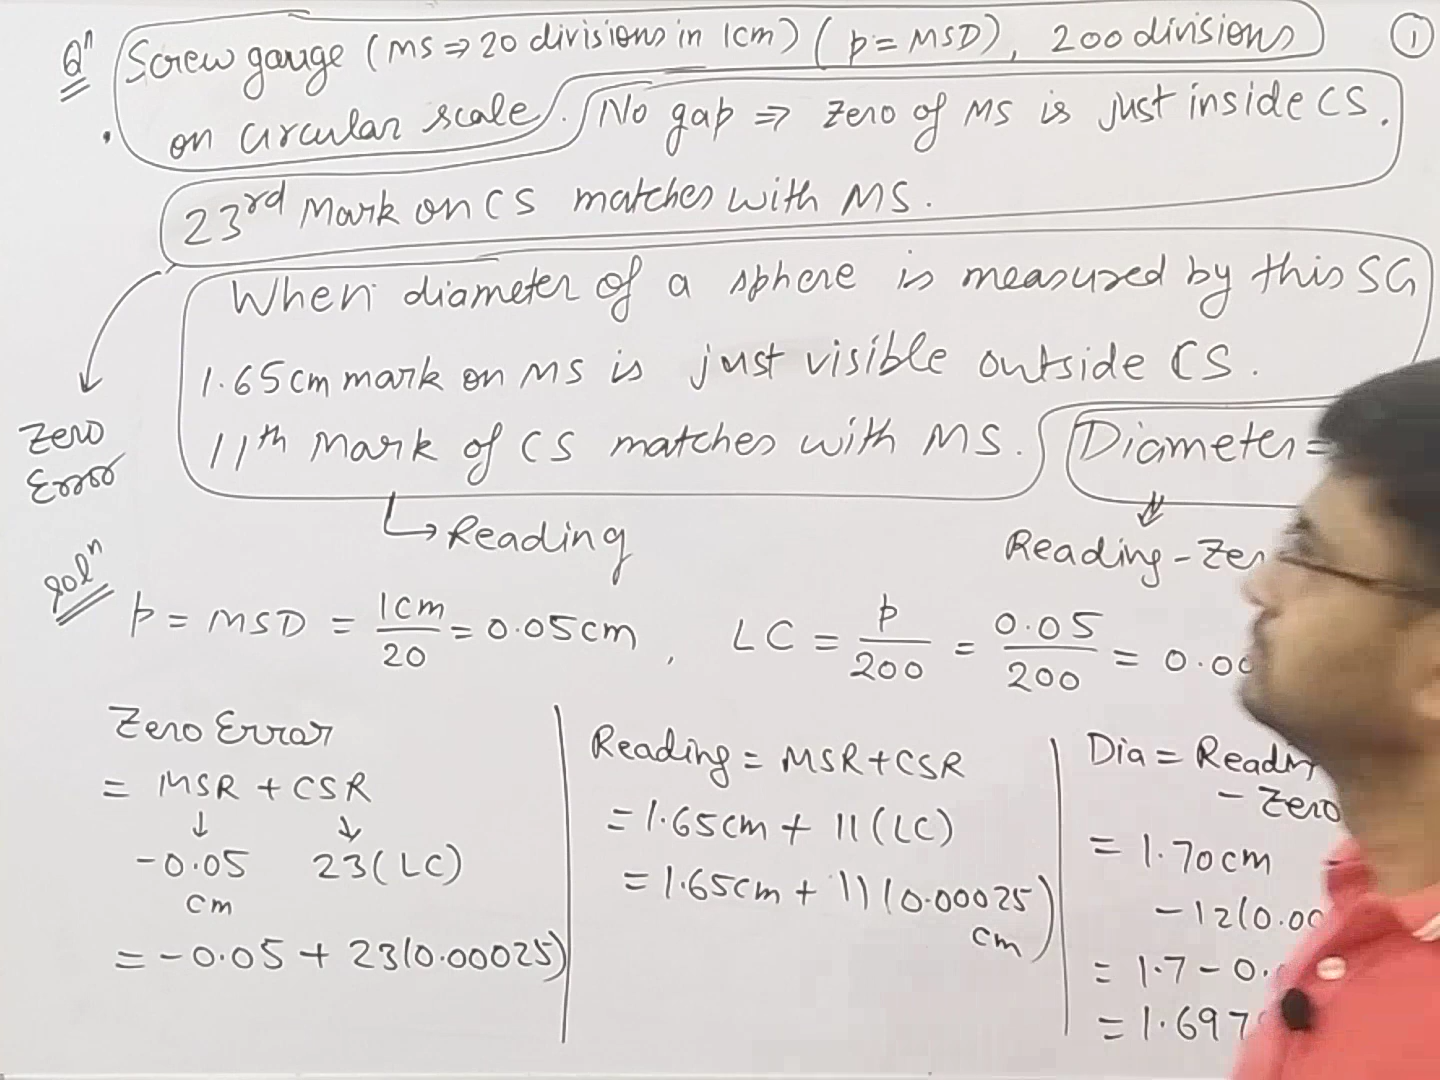 Qⁿ Screw gauge (MS ⇒ 20 divisions in 1cm) (p = MSD), 200 divisions ①
on circular scale. No gap ⇒ Zero of MS is just inside CS.
23rd Mark on CS matches with MS.
When diameter of a sphere is measured by this SG
1.65cm mark on MS is just visible outside CS.
11th Mark of CS matches with MS. Diameter =
Zero
Error
↳ Reading
Reading - Zer
Solⁿ
p = MSD = 1cm/20 = 0.05cm, LC = p/200 = 0.05/200 = 0.00
Zero Error
= MSR + CSR
↓ ↓
-0.05 23(LC)
cm
= -0.05 + 23(0.00025)
Reading = MSR + CSR
= 1.65cm + 11(LC)
= 1.65cm + 11(0.00025)
cm
Dia = Readin
- Zero
= 1.70cm -
- 12(0.00
= 1.7 - 0.
= 1.697